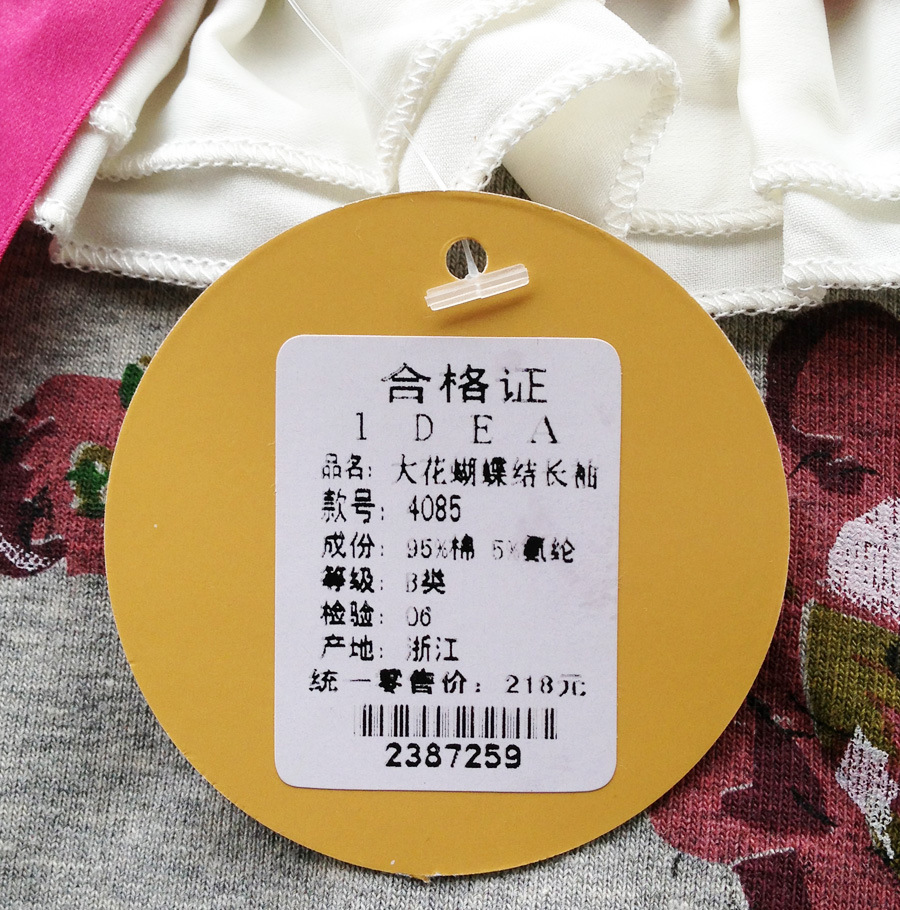 合格证
1 D E A
品名: 大花蝴蝶结长袖
款号: 4085
成份: 95%棉 5%氨纶
等级: B类
检验: 06
产地: 浙江
统一零售价: 218元
2387259